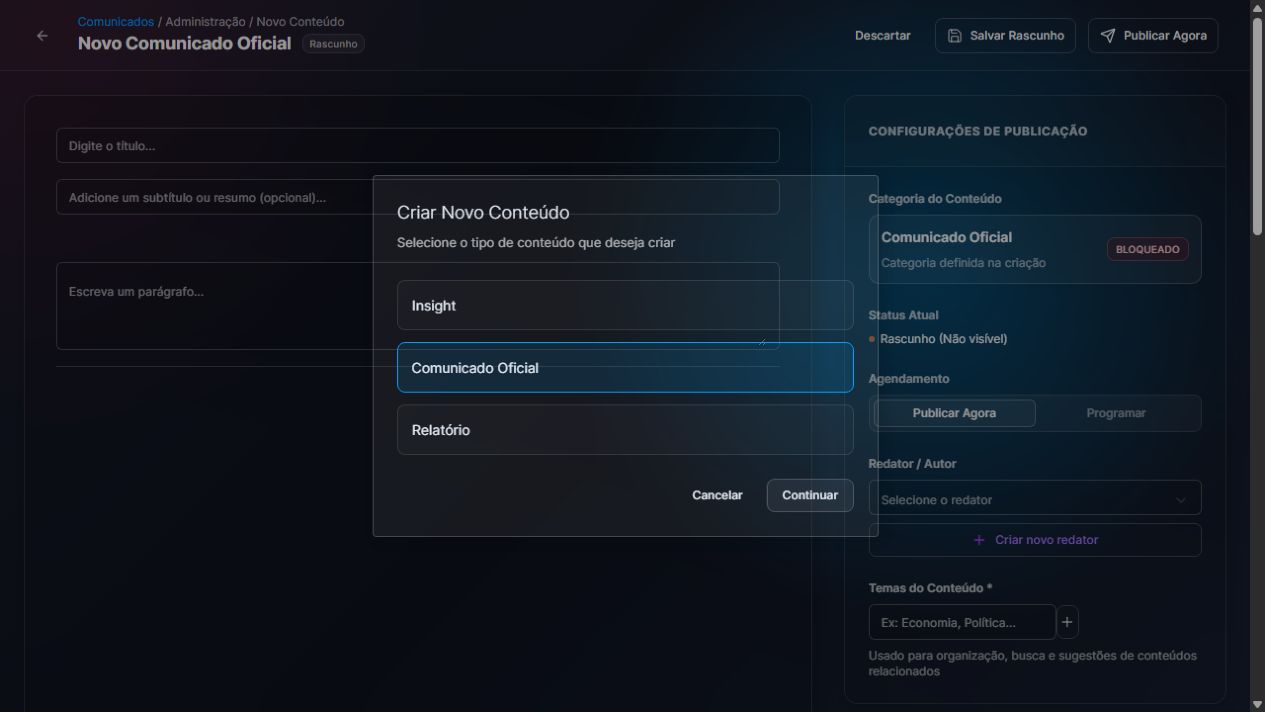 Comunicados / Administração / Novo Conteúdo
Novo Comunicado Oficial
Rascunho
Descartar
Salvar Rascunho
Publicar Agora
Digite o título...
Adicione um subtítulo ou resumo (opcional)...
Escreva um parágrafo...
Criar Novo Conteúdo
Selecione o tipo de conteúdo que deseja criar
Insight
Comunicado Oficial
Relatório
Cancelar
Continuar
CONFIGURAÇÕES DE PUBLICAÇÃO
Categoria do Conteúdo
Comunicado Oficial
Categoria definida na criação
BLOQUEADO
Status Atual
Rascunho (Não visível)
Agendamento
Publicar Agora
Programar
Redator / Autor
Selecione o redator
+ Criar novo redator
Temas do Conteúdo *
Ex: Economia, Política...
+
Usado para organização, busca e sugestões de conteúdos
relacionados